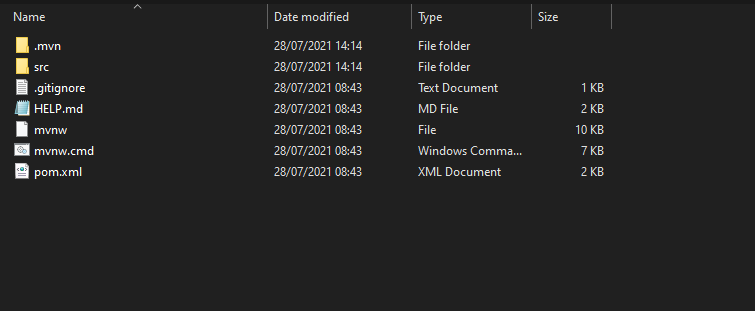 Name Date modified Type Size
.mvn 28/07/2021 14:14 File folder
src 28/07/2021 14:14 File folder
.gitignore 28/07/2021 08:43 Text Document 1 KB
HELP.md 28/07/2021 08:43 MD File 2 KB
mvnw 28/07/2021 08:43 File 10 KB
mvnw.cmd 28/07/2021 08:43 Windows Comma... 7 KB
pom.xml 28/07/2021 08:43 XML Document 2 KB